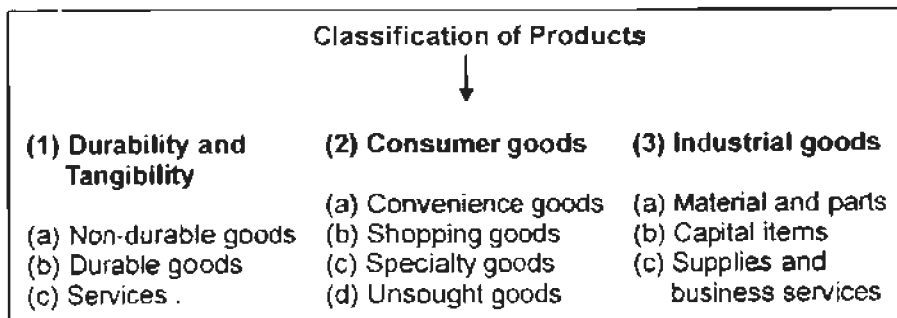 Classification of Products
(1) Durability and
Tangibility
(a) Non-durable goods
(b) Durable goods
(c) Services .
(2) Consumer goods
(a) Convenience goods
(b) Shopping goods
(c) Specialty goods
(d) Unsought goods
(3) Industrial goods
(a) Material and parts
(b) Capital items
(c) Supplies and
business services